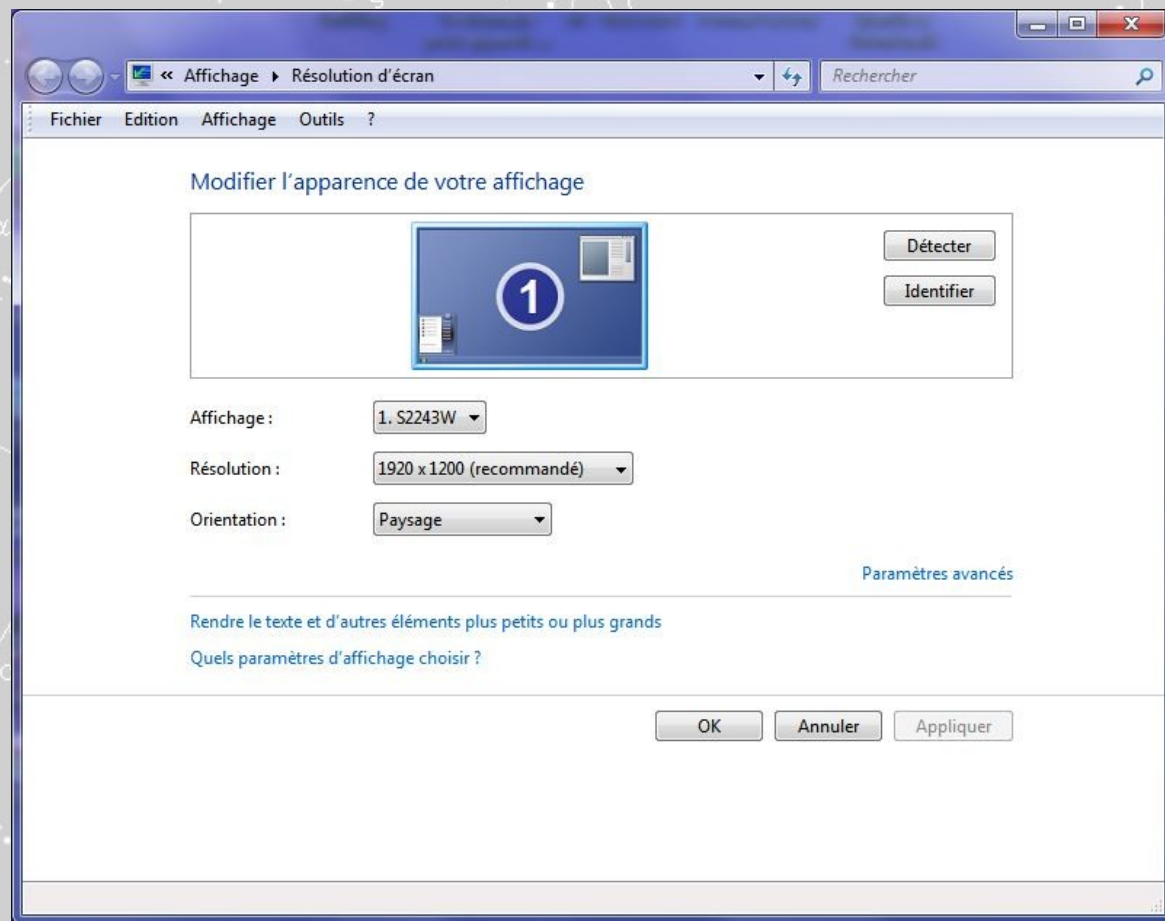 « Affichage ▸ Résolution d'écran
Rechercher
Fichier Edition Affichage Outils ?
Modifier l'apparence de votre affichage
1
Détecter
Identifier
Affichage : 1. S2243W
Résolution : 1920 x 1200 (recommandé)
Orientation : Paysage
Paramètres avancés
Rendre le texte et d'autres éléments plus petits ou plus grands
Quels paramètres d'affichage choisir ?
OK Annuler Appliquer